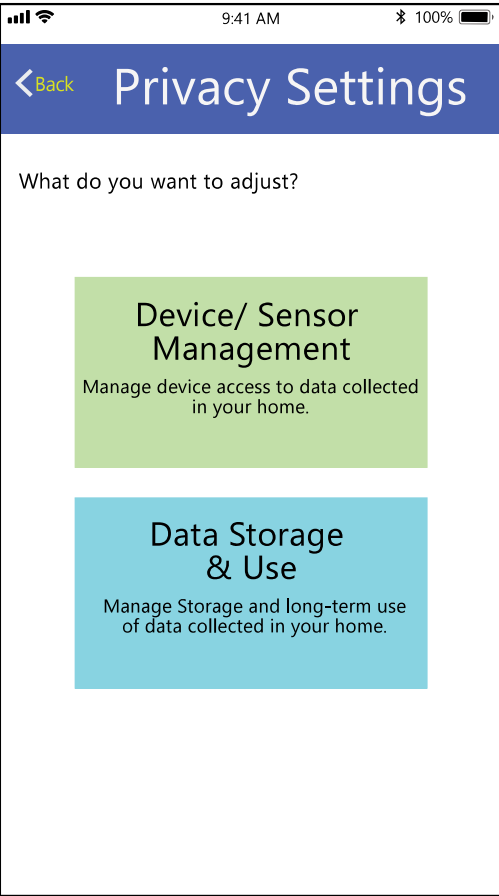 9:41 AM 100%
Back Privacy Settings
What do you want to adjust?
Device/ Sensor
Management
Manage device access to data collected
in your home.
Data Storage
& Use
Manage Storage and long-term use
of data collected in your home.